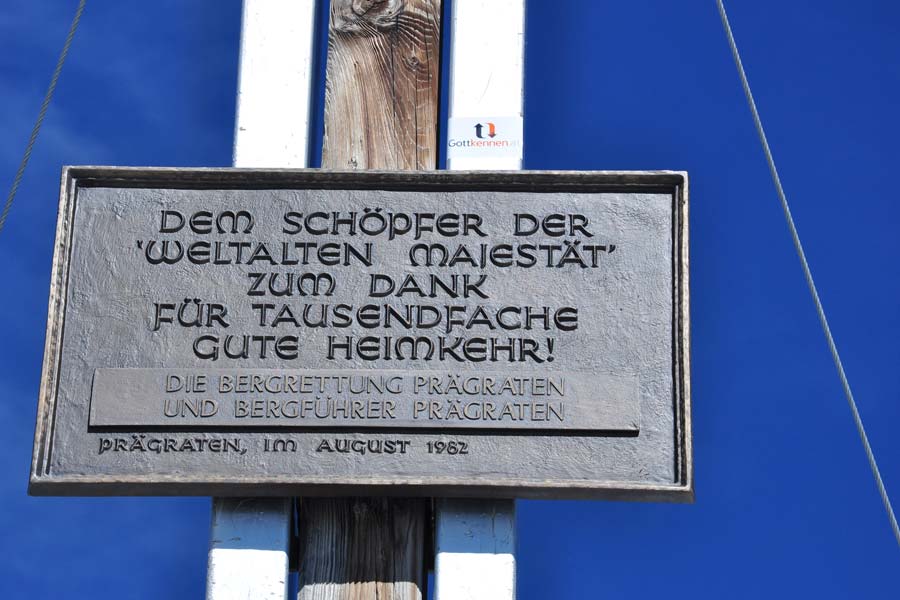 Gottkennen.at
DEM SCHÖPFER DER
'WELTALTEN MAJESTÄT'
ZUM DANK
FÜR TAUSENDFACHE
GUTE HEIMKEHR!
DIE BERGRETTUNG PRÄGRATEN
UND BERGFÜHRER PRÄGRATEN
PRÄGRATEN, IM AUGUST 1982